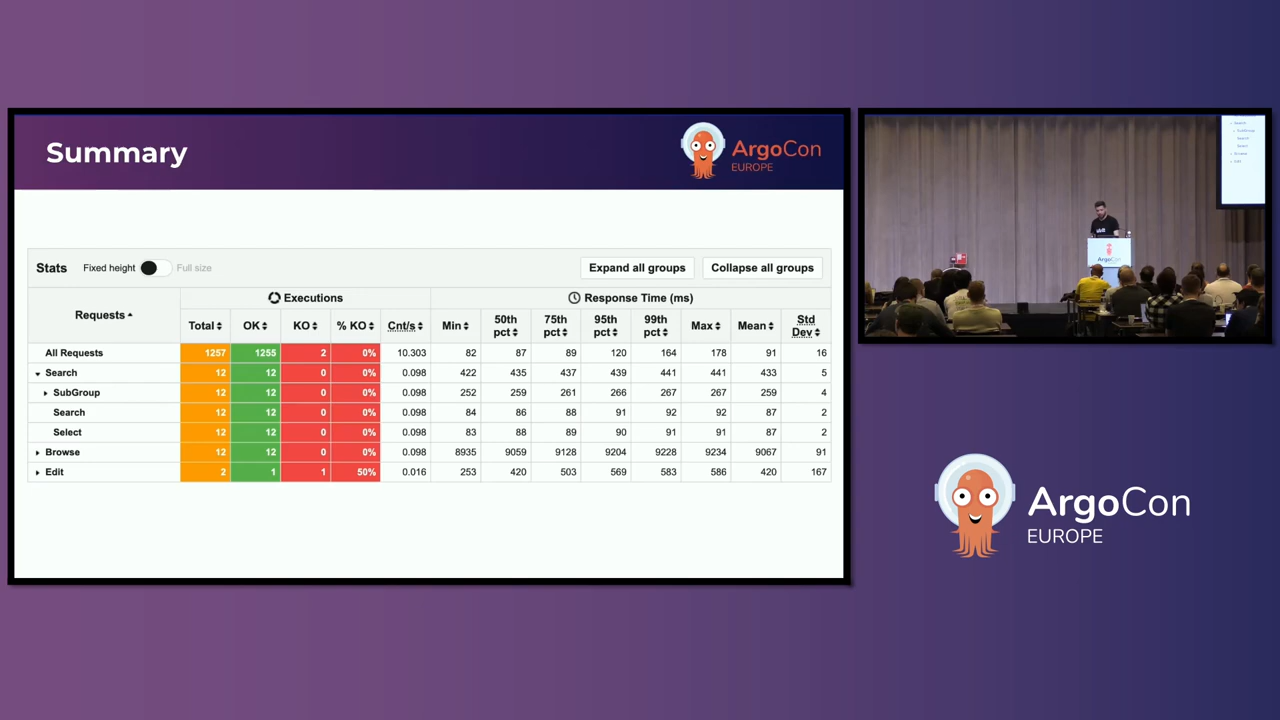 Summary
ArgoCon
EUROPE
Stats Fixed height Full size Expand all groups Collapse all groups
Requests Executions Response Time (ms)
Total OK KO % KO Cnt/s Min 50th pct 75th pct 95th pct 99th pct Max Mean Std Dev
All Requests 1257 1255 2 0% 10.303 82 87 89 120 164 178 91 16
Search 12 12 0 0% 0.098 422 435 437 439 441 441 433 5
SubGroup 12 12 0 0% 0.098 252 259 261 266 267 267 259 4
Search 12 12 0 0% 0.098 84 86 88 91 92 92 87 2
Select 12 12 0 0% 0.098 83 88 89 90 91 91 87 2
Browse 12 12 0 0% 0.098 8935 9059 9128 9204 9228 9234 9067 91
Edit 2 1 1 50% 0.016 253 420 503 569 583 586 420 167
ArgoCon
ArgoCon
EUROPE